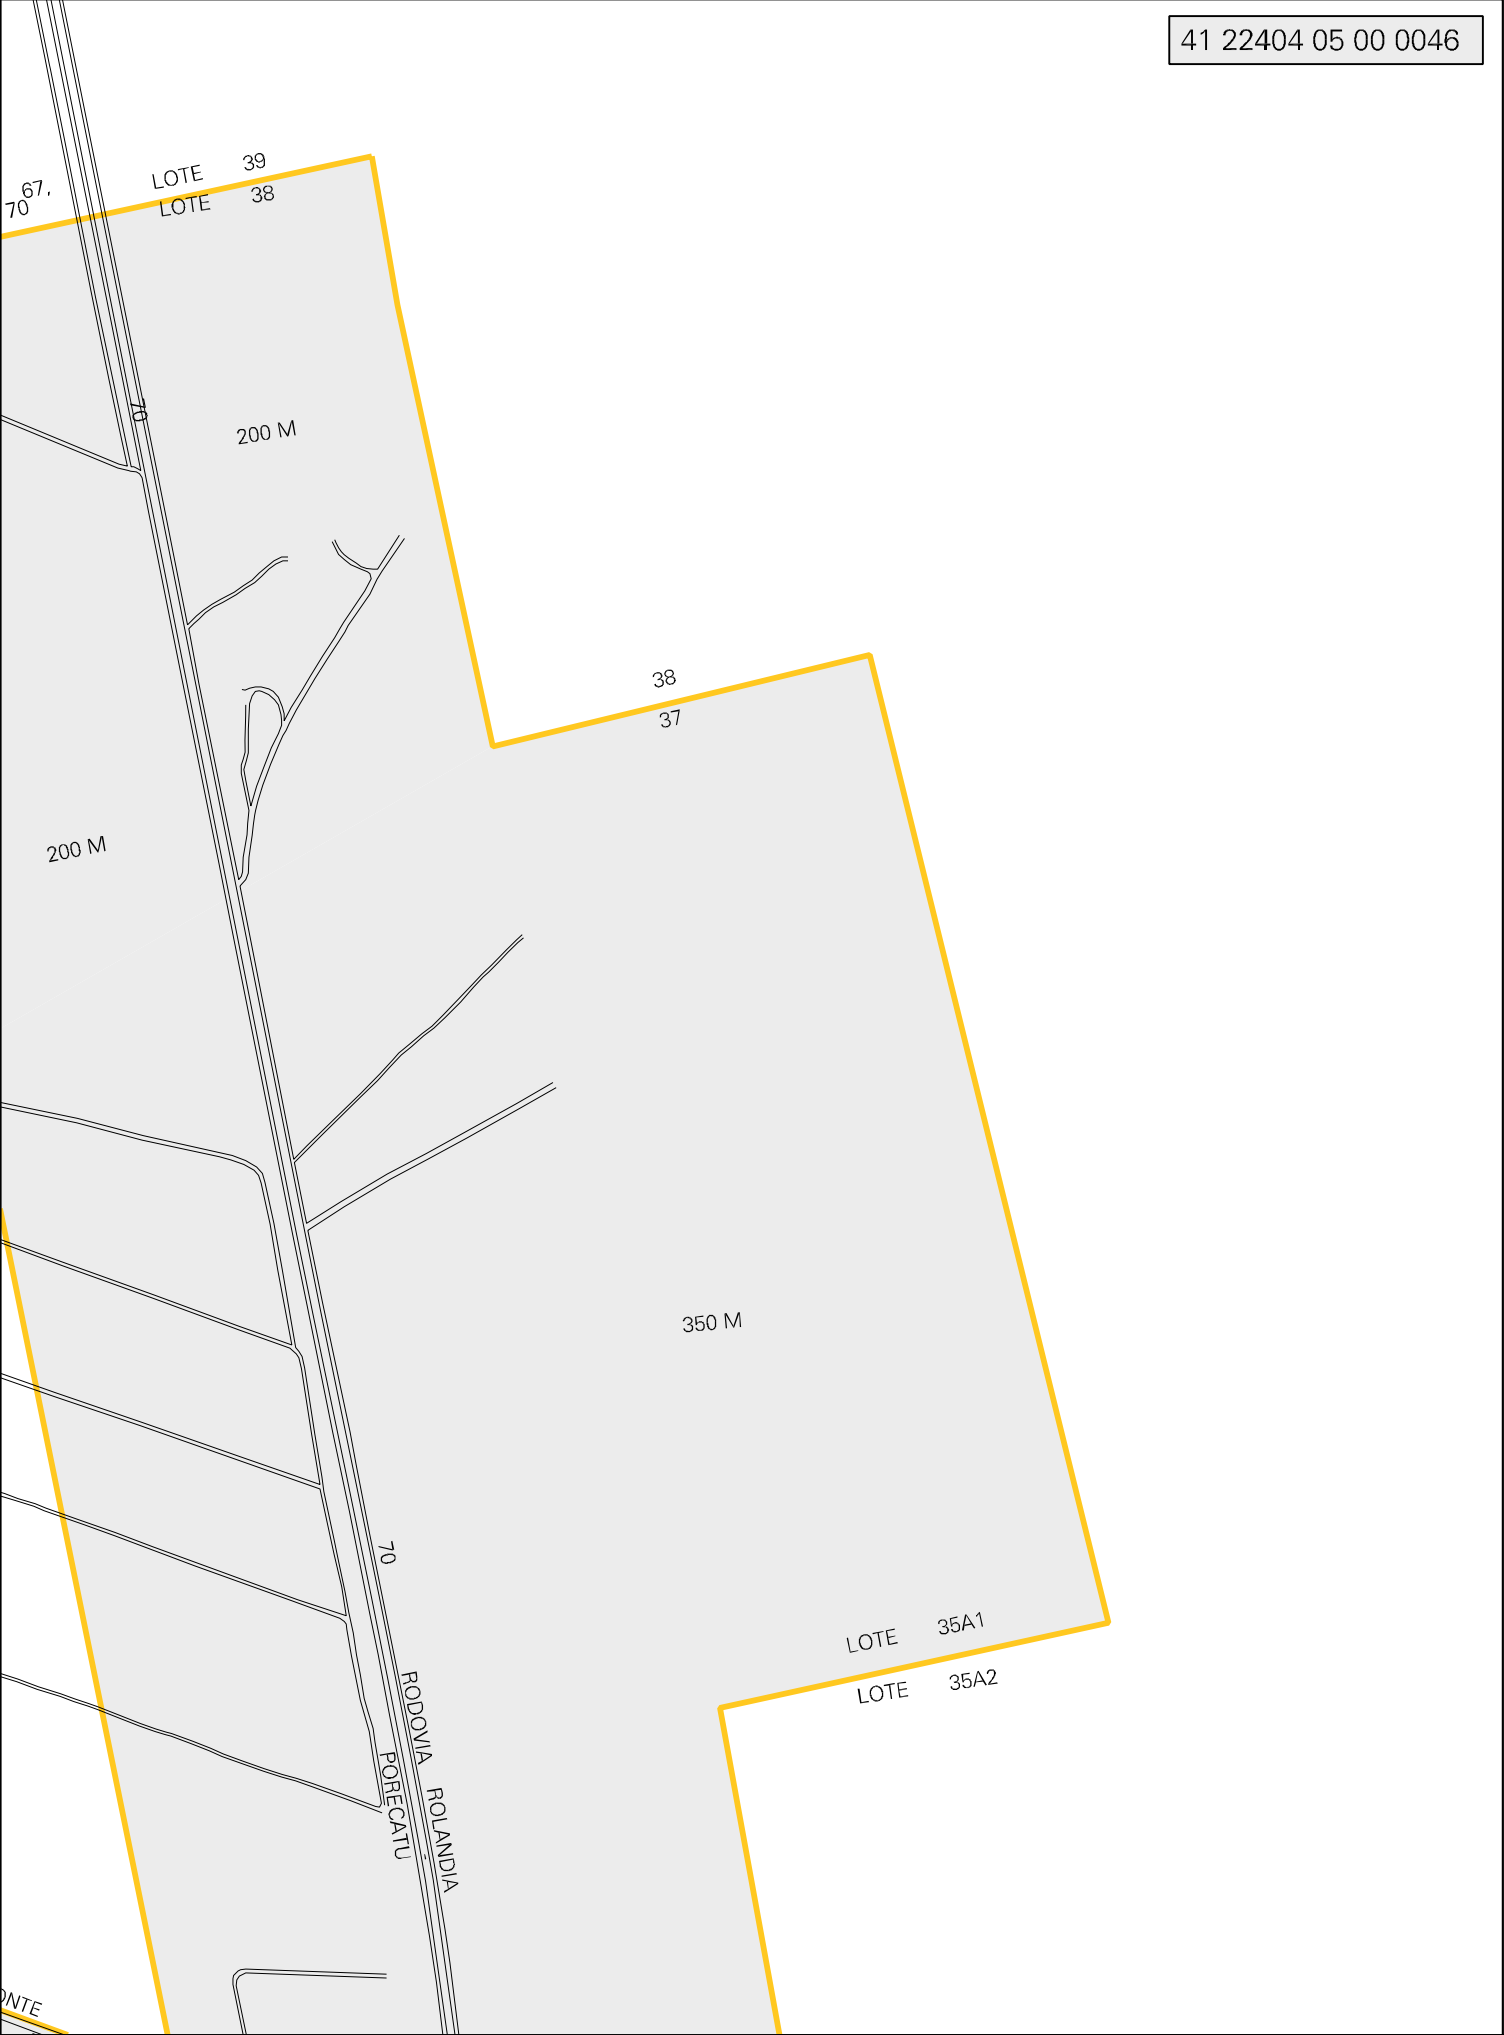 41 22404 05 00 0046
LOTE 39
67,
70
LOTE 38
70
200 M
38
37
200 M
350 M
70
LOTE 35A1
LOTE 35A2
RODOVIA ROLANDIA
PORECATU -
ONTE